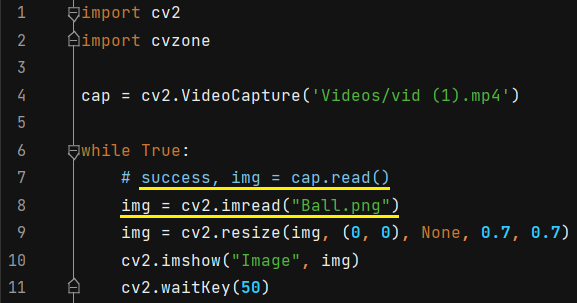 1 import cv2
2 import cvzone
3
4 cap = cv2.VideoCapture('Videos/vid (1).mp4')
5
6 while True:
7     # success, img = cap.read()
8     img = cv2.imread("Ball.png")
9     img = cv2.resize(img, (0, 0), None, 0.7, 0.7)
10     cv2.imshow("Image", img)
11     cv2.waitKey(50)